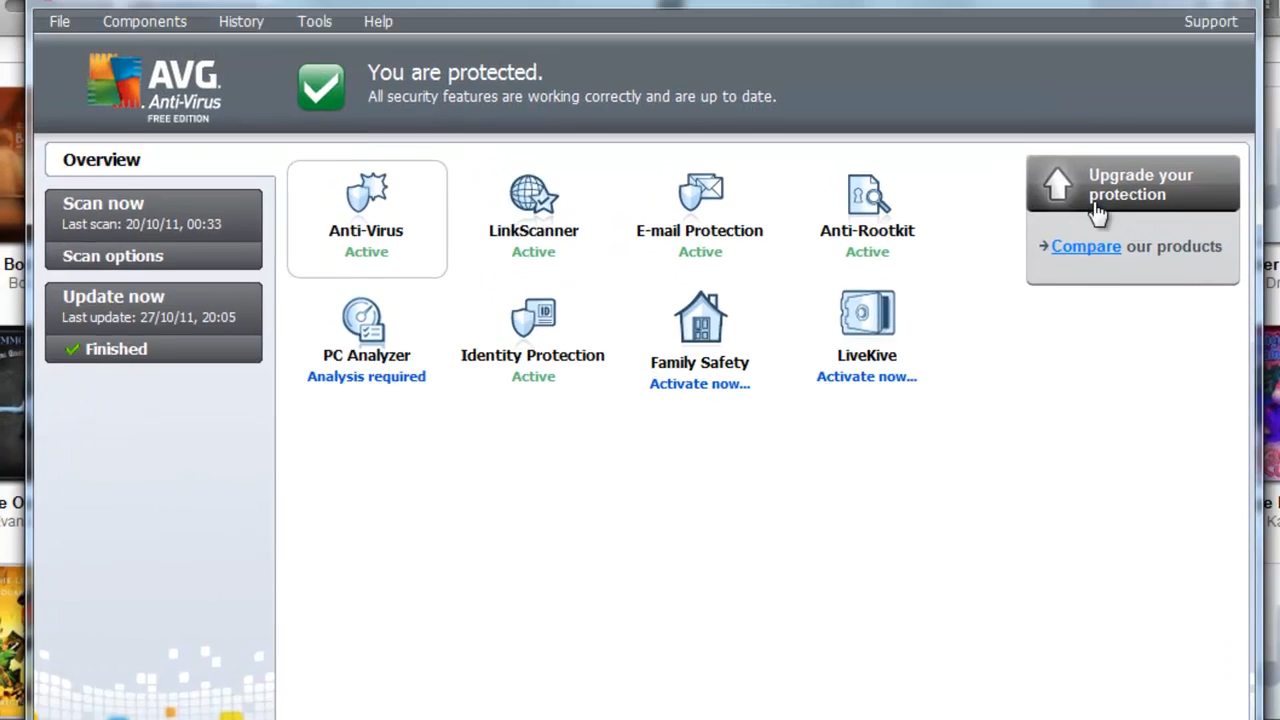 File Components History Tools Help Support
AVG.
Anti-Virus
FREE EDITION
You are protected.
All security features are working correctly and are up to date.
Overview
Scan now
Last scan: 20/10/11, 00:33
Scan options
Update now
Last update: 27/10/11, 20:05
Finished
Anti-Virus
Active
LinkScanner
Active
E-mail Protection
Active
Anti-Rootkit
Active
PC Analyzer
Analysis required
Identity Protection
Active
Family Safety
Activate now...
LiveKive
Activate now...
Upgrade your
protection
Compare our products